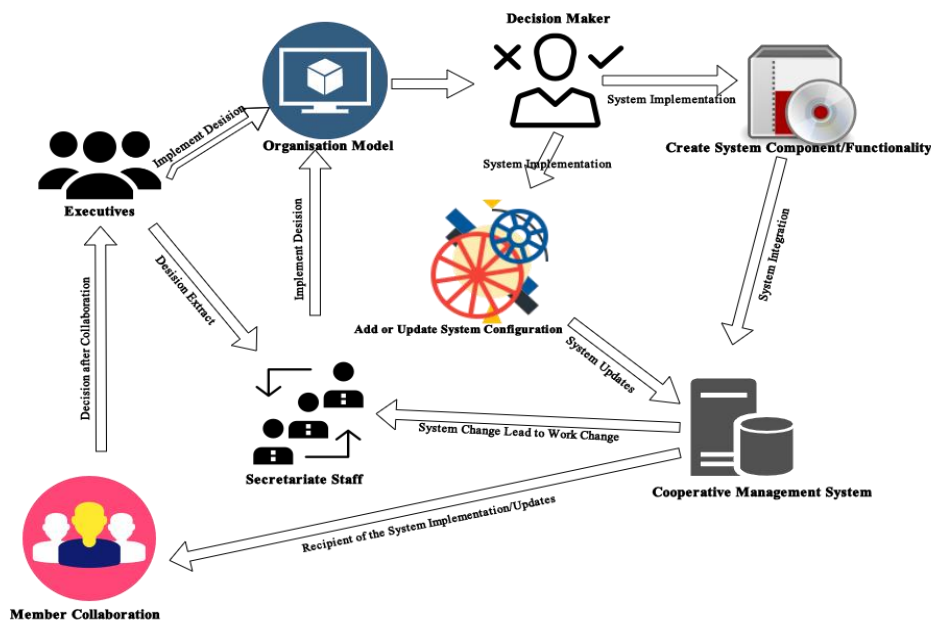 Decision Maker
System Implementation
Implement Desision
Organisation Model
System Implementation
Create System Component/Functionality
Executives
Decision Extract
Implement Desision
System Integration
Add or Update System Configuration
Decision after Collaboration
System Updates
System Change Lead to Work Change
Secretariate Staff
Cooperative Management System
Recipient of the System Implementation/Updates
Member Collaboration